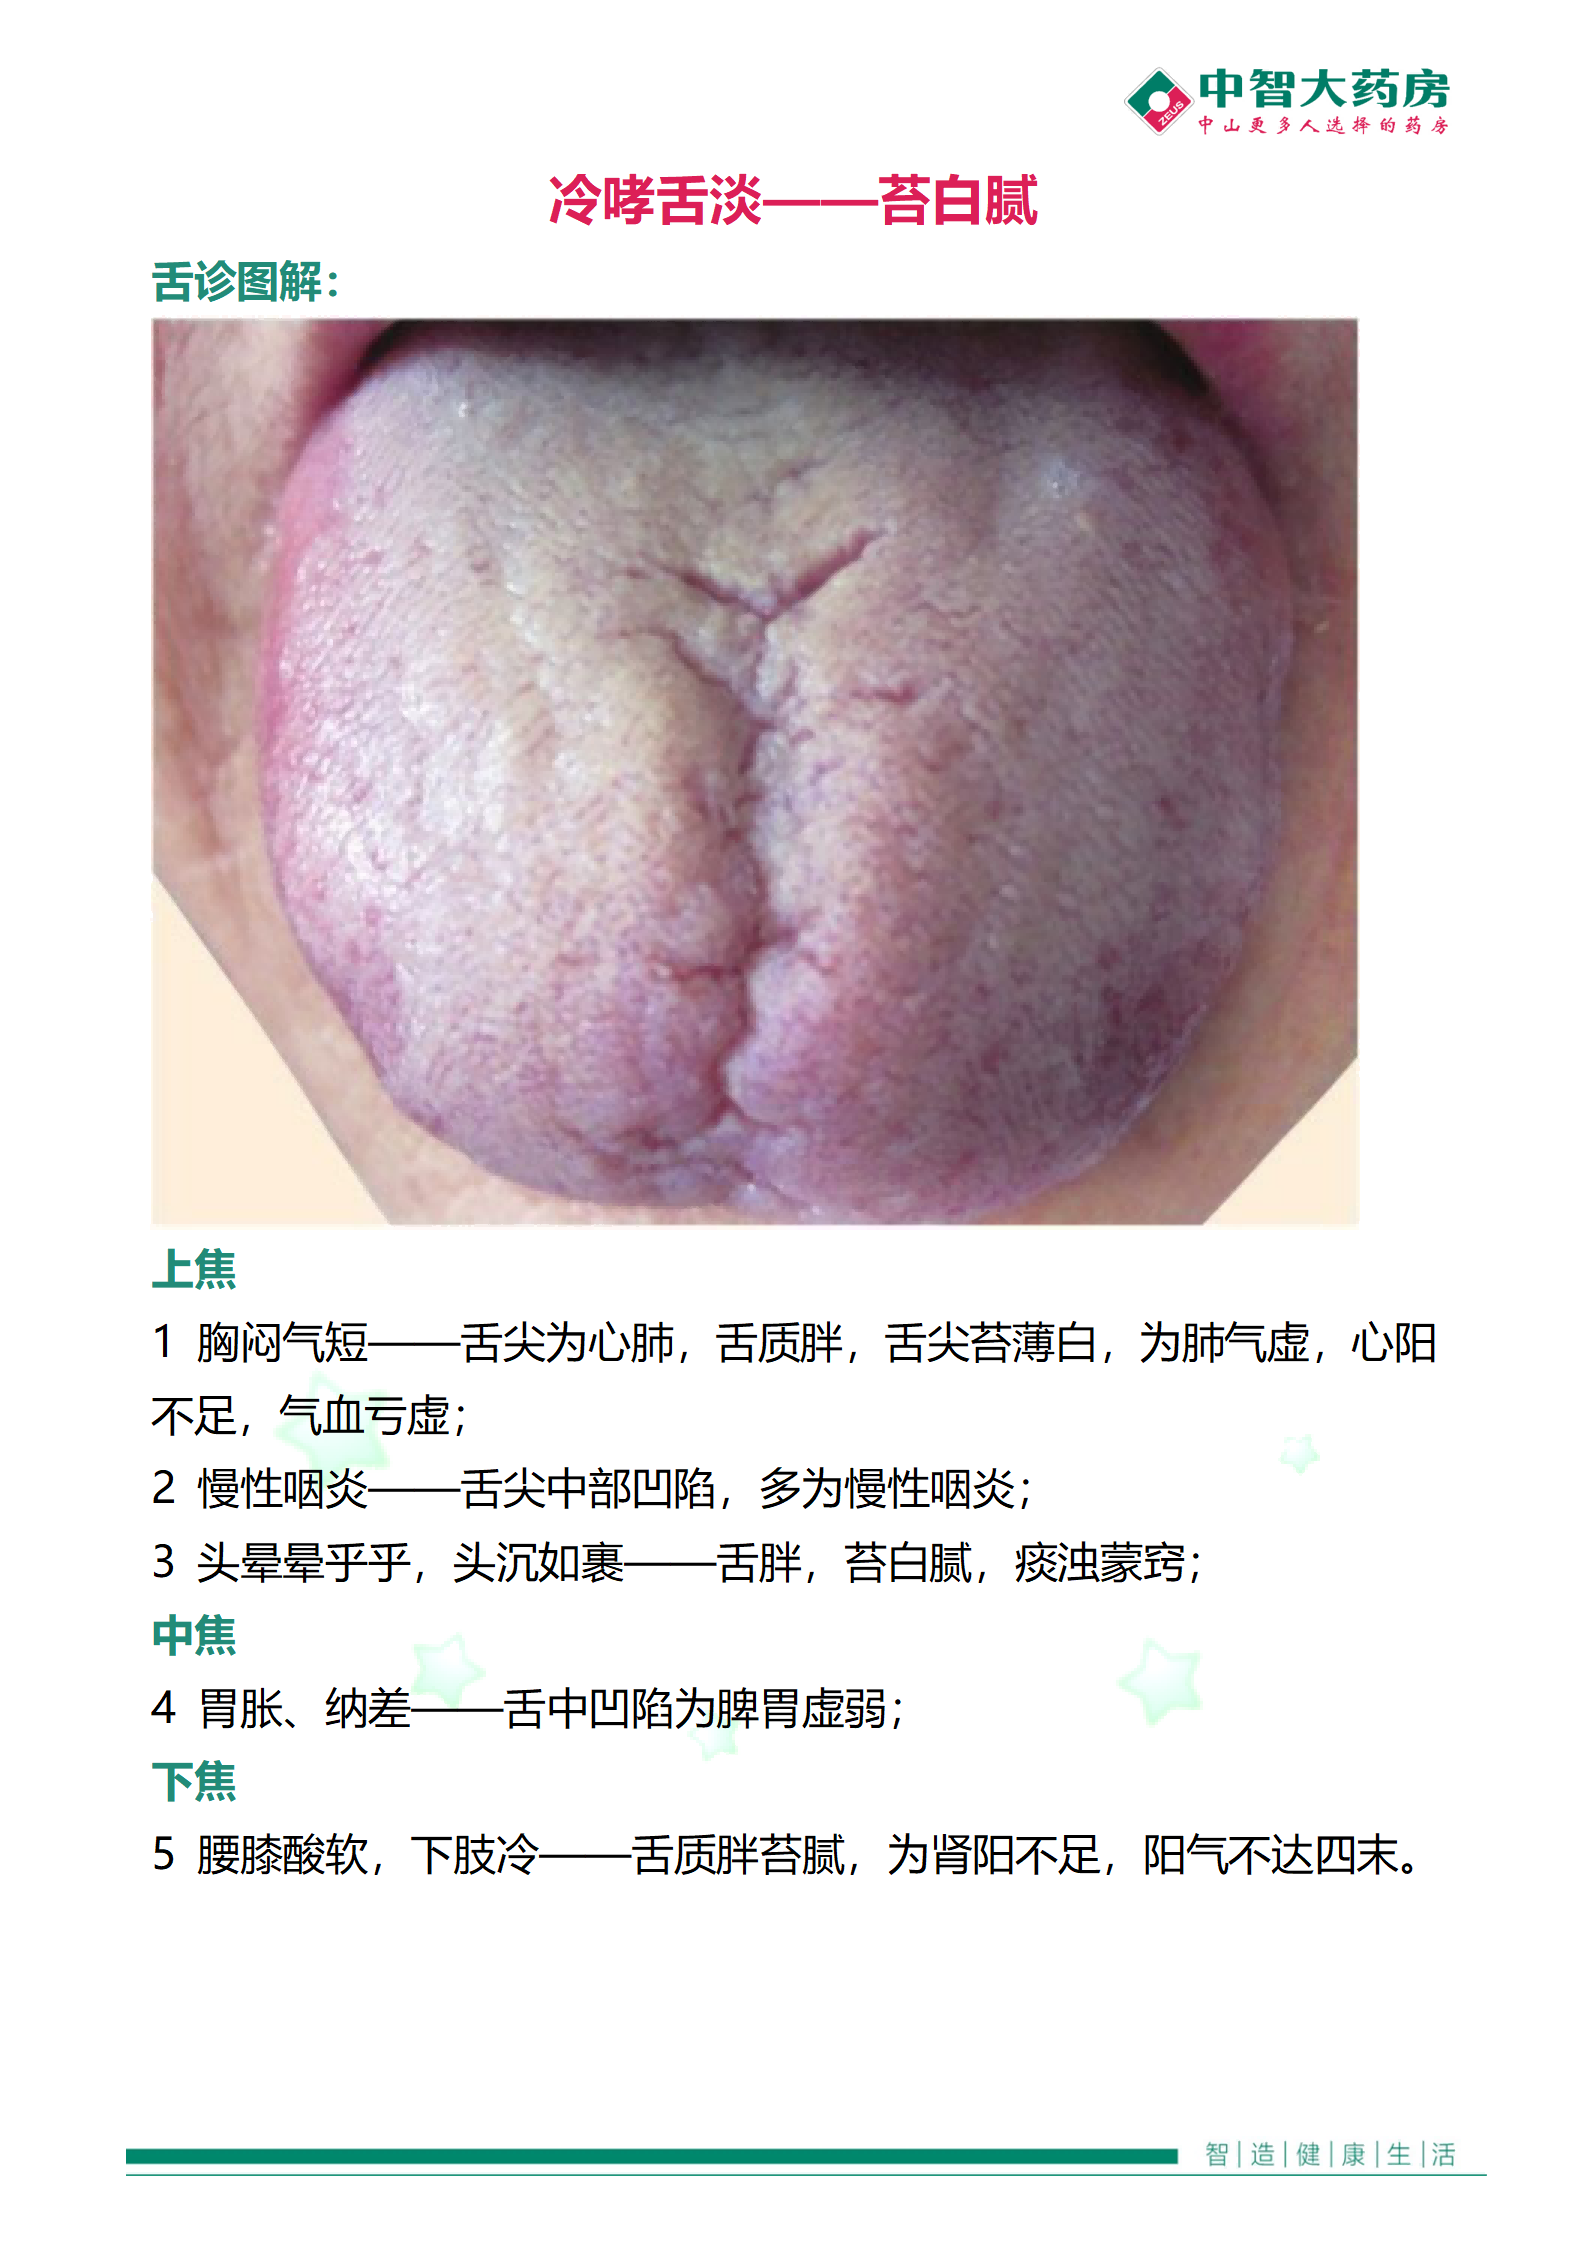 中智大药房
ZEUS
中山更多人选择的药房
冷哮舌淡——苔白腻
舌诊图解：
上焦
1 胸闷气短——舌尖为心肺，舌质胖，舌尖苔薄白，为肺气虚，心阳
不足，气血亏虚；
2 慢性咽炎——舌尖中部凹陷，多为慢性咽炎；
3 头晕晕乎乎，头沉如裹——舌胖，苔白腻，痰浊蒙窍；
中焦
4 胃胀、纳差——舌中凹陷为脾胃虚弱；
下焦
5 腰膝酸软，下肢冷——舌质胖苔腻，为肾阳不足，阳气不达四末。
智|造|健|康|生|活